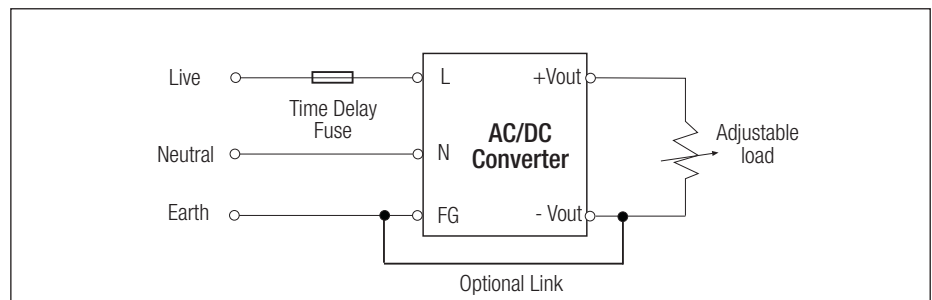 Live
L
+Vout
Time Delay
Fuse
AC/DC
Converter
Adjustable
load
Neutral
N
Earth
FG
- Vout
Optional Link